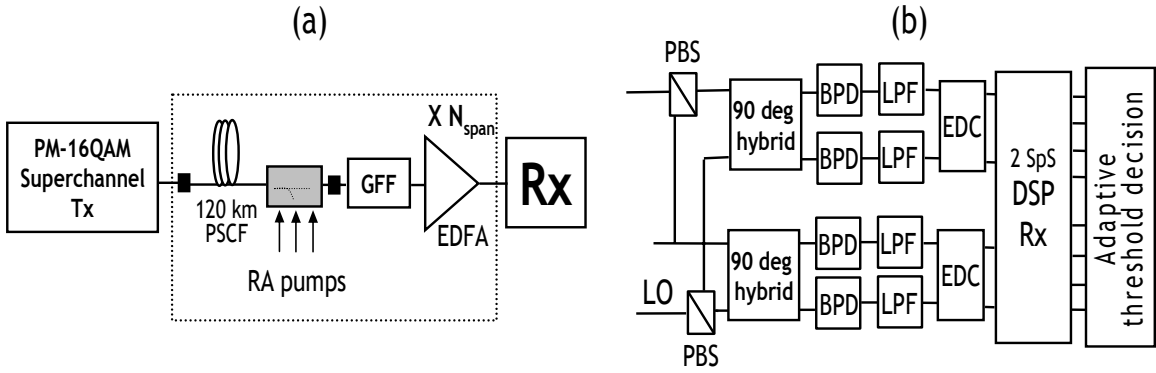 (a)
PM-16QAM
Superchannel
Tx
120 km
PSCF
RA pumps
GFF
X Nspan
EDFA
Rx
(b)
PBS
90 deg
hybrid
BPD
LPF
BPD
LPF
EDC
90 deg
hybrid
BPD
LPF
BPD
LPF
EDC
LO
PBS
2 SpS
DSP
Rx
Adaptive
threshold decision